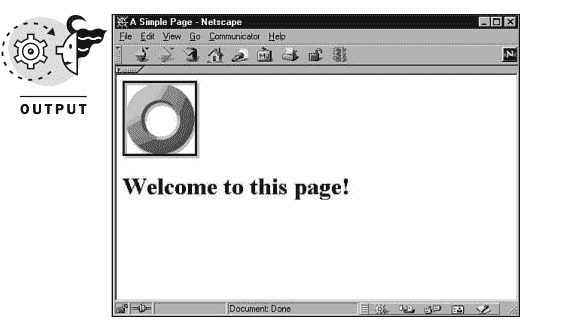 OUTPUT
A Simple Page - Netscape
File Edit View Go Communicator Help
Welcome to this page!
Document: Done